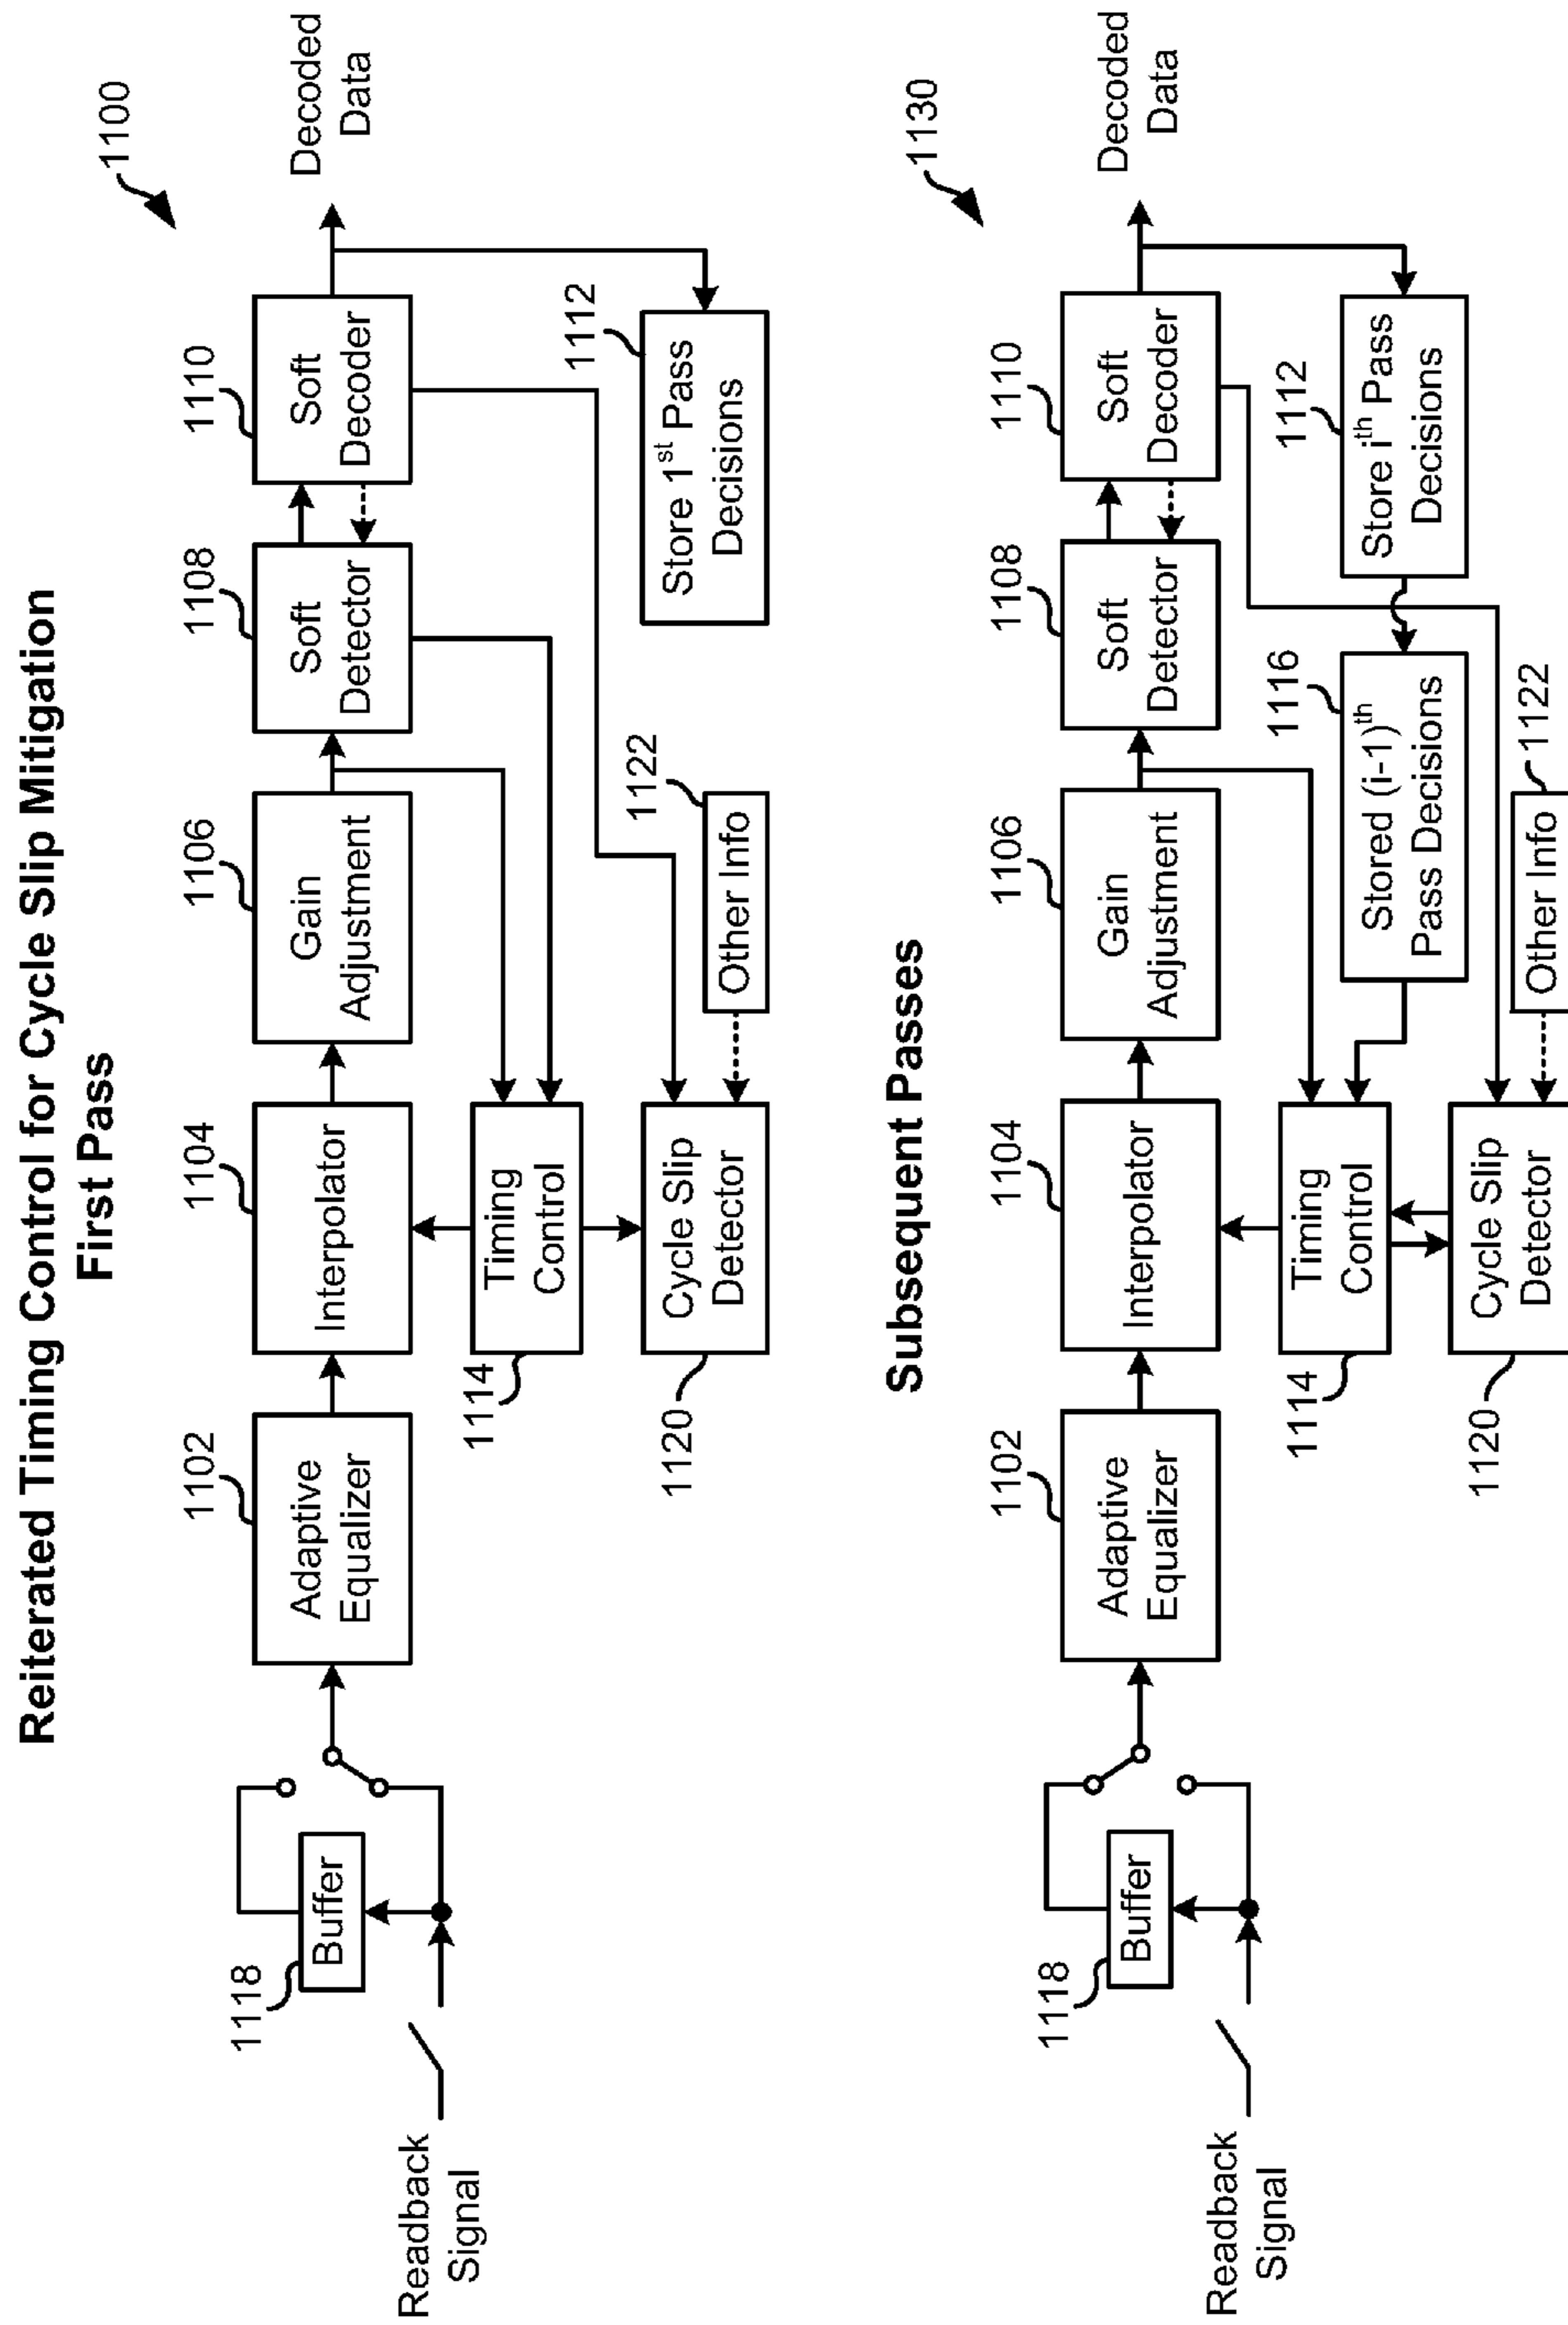 Reiterated Timing Control for Cycle Slip Mitigation
First Pass
1100
Readback
Signal
1118
Buffer
1102
Adaptive
Equalizer
1104
Interpolator
1106
Gain
Adjustment
1108
Soft
Detector
1110
Soft
Decoder
Decoded
Data
1114
Timing
Control
1120
Cycle Slip
Detector
1122
Other Info
1112
Store 1st Pass
Decisions
Subsequent Passes
1130
Readback
Signal
1118
Buffer
1102
Adaptive
Equalizer
1104
Interpolator
1106
Gain
Adjustment
1108
Soft
Detector
1110
Soft
Decoder
Decoded
Data
1114
Timing
Control
1116
Stored (i-1)th
Pass Decisions
1112
Store ith Pass
Decisions
1120
Cycle Slip
Detector
Other Info
1122